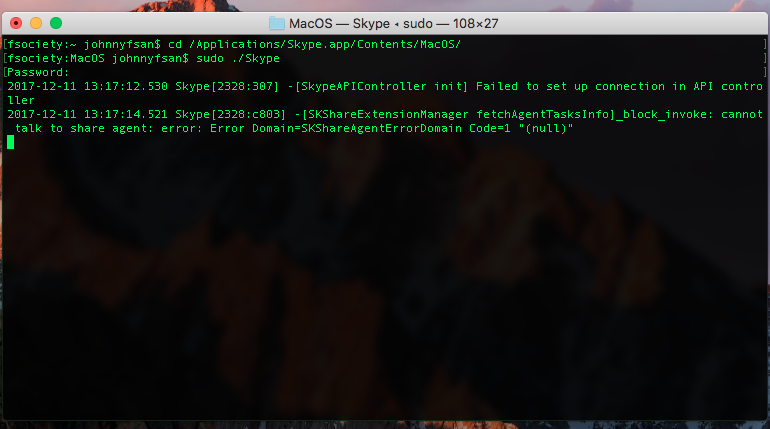 MacOS — Skype ◂ sudo — 108×27
[fsociety:~ johnnyfsan$ cd /Applications/Skype.app/Contents/MacOS/ ]
[fsociety:MacOS johnnyfsan$ sudo ./Skype ]
[Password: ]
2017-12-11 13:17:12.530 Skype[2328:307] -[SkypeAPIController init] Failed to set up connection in API contro
ller
2017-12-11 13:17:14.521 Skype[2328:c803] -[SKShareExtensionManager fetchAgentTasksInfo]_block_invoke: cannot
talk to share agent: error: Error Domain=SKShareAgentErrorDomain Code=1 "(null)"